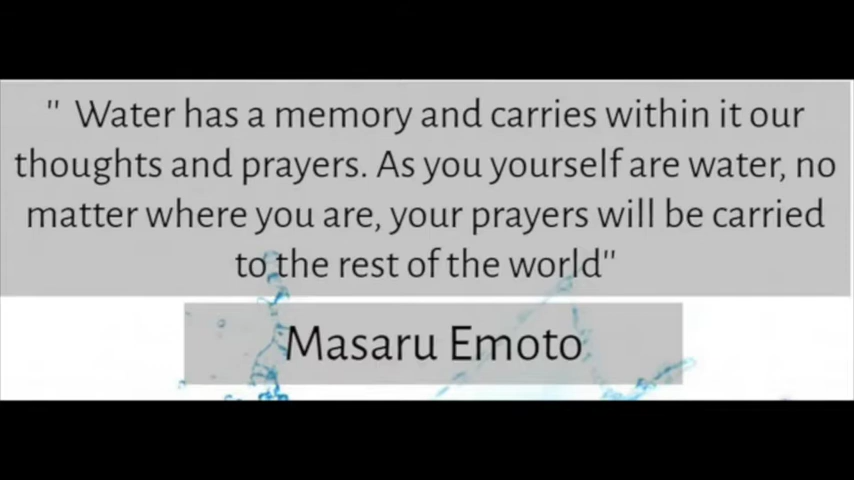 " Water has a memory and carries within it our
thoughts and prayers. As you yourself are water, no
matter where you are, your prayers will be carried
to the rest of the world"
Masaru Emoto